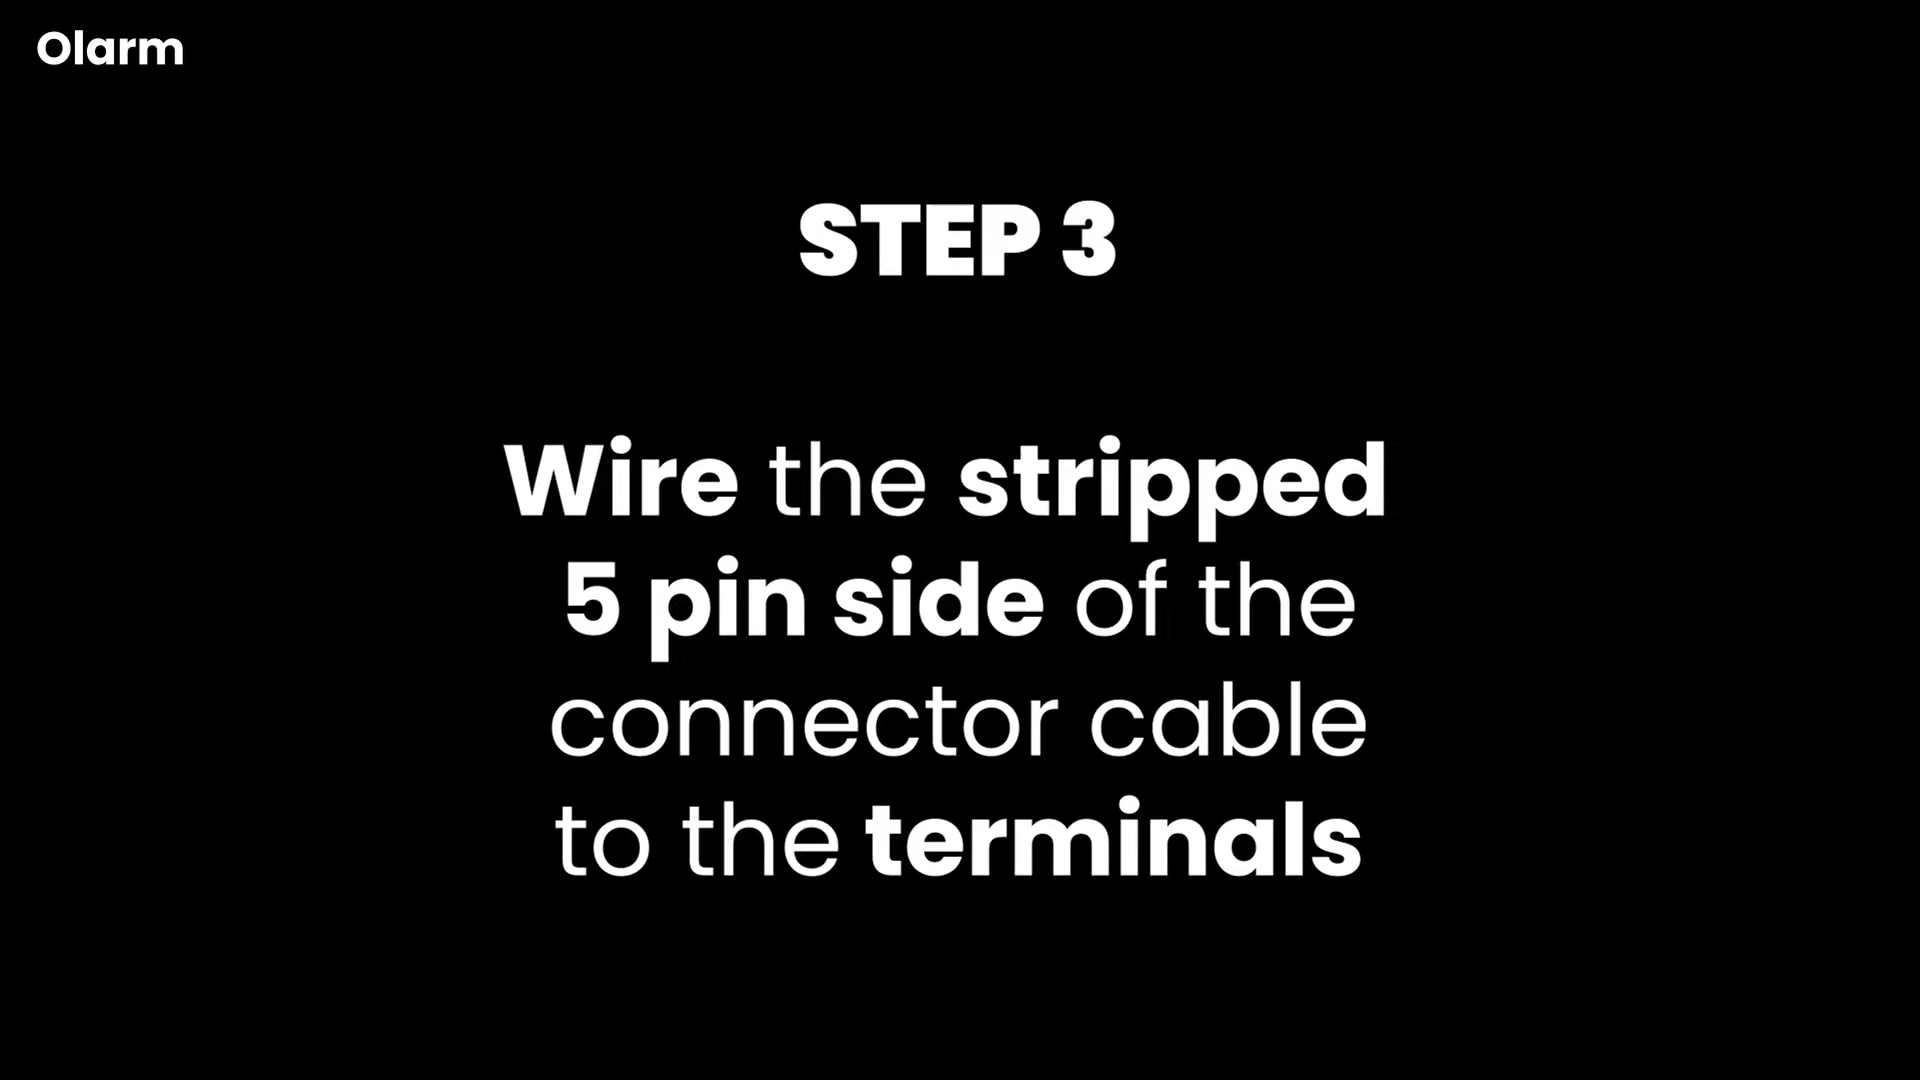 Olarm
STEP 3
Wire the stripped
5 pin side of the
connector cable
to the terminals